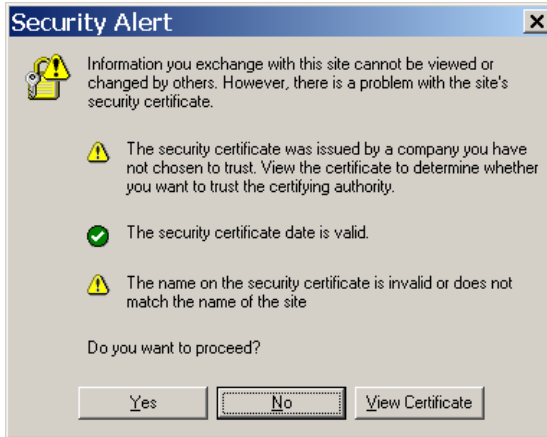 Security Alert
Information you exchange with this site cannot be viewed or
changed by others. However, there is a problem with the site's
security certificate.
The security certificate was issued by a company you have
not chosen to trust. View the certificate to determine whether
you want to trust the certifying authority.
The security certificate date is valid.
The name on the security certificate is invalid or does not
match the name of the site
Do you want to proceed?
Yes No View Certificate